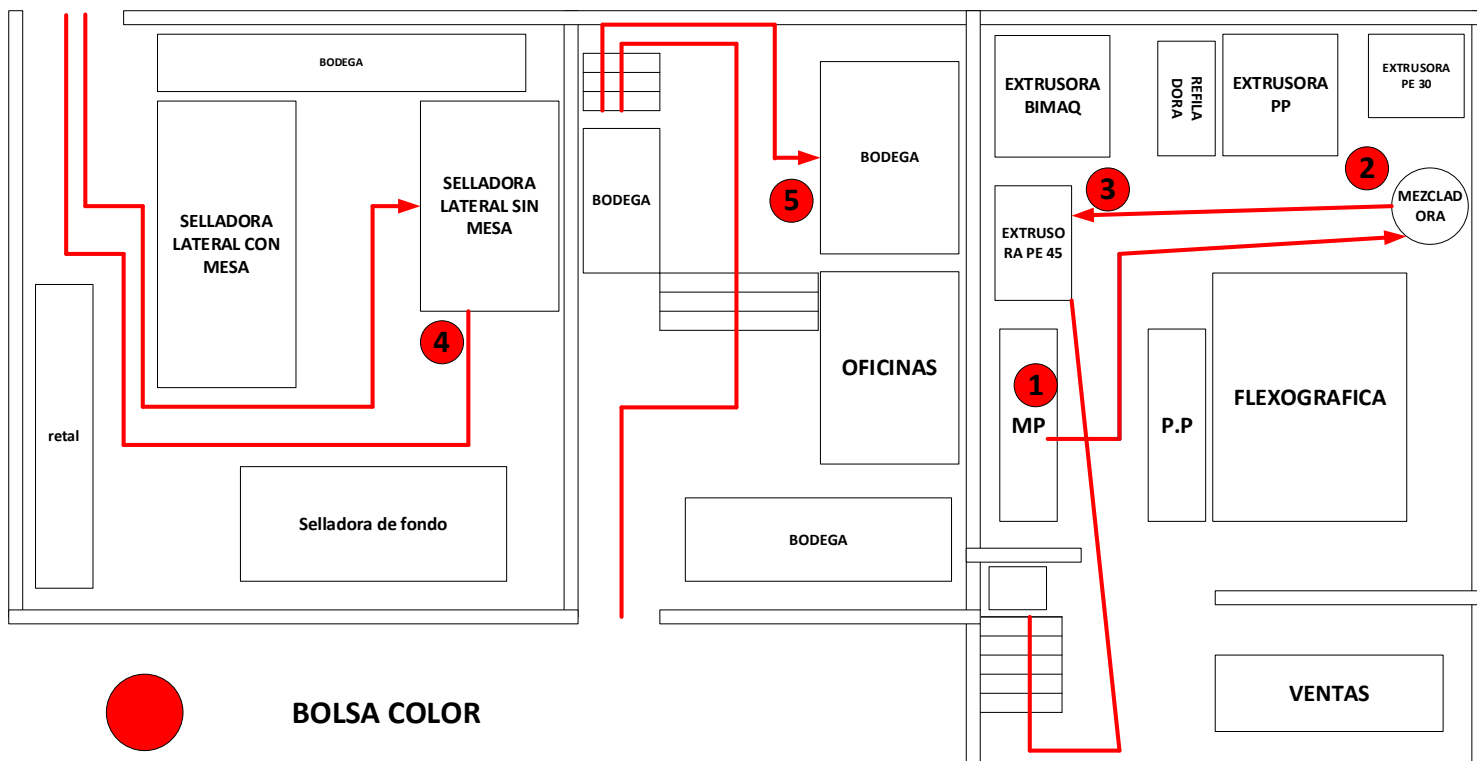 BODEGA
SELLADORA
LATERAL CON
MESA
SELLADORA
LATERAL SIN
MESA
4
retal
Selladora de fondo
BODEGA
5
BODEGA
OFICINAS
BODEGA
EXTRUSORA
BIMAQ
REFILA
DORA
EXTRUSORA
PP
EXTRUSORA
PE 30
2
3
MEZCLAD
ORA
EXTRUSO
RA PE 45
1
MP
P.P
FLEXOGRAFICA
VENTAS
BOLSA COLOR